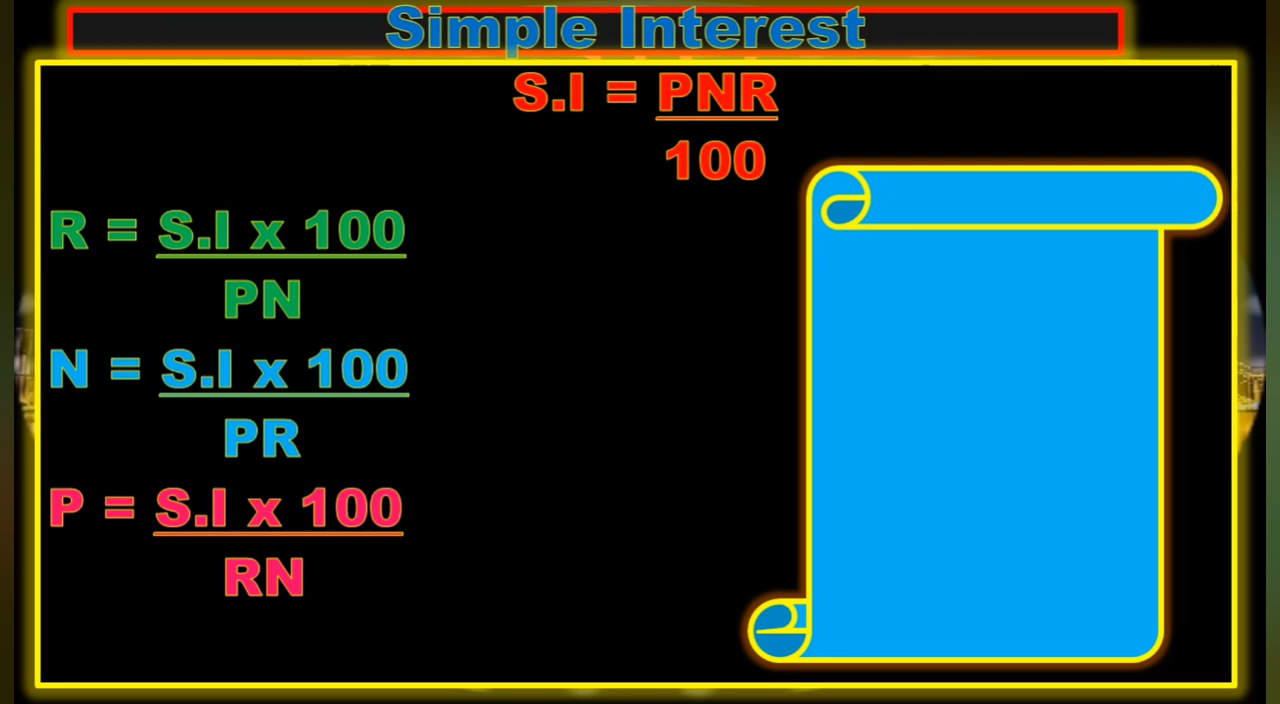 Simple Interest
S.I = PNR
100
R = S.I x 100
PN
N = S.I x 100
PR
P = S.I x 100
RN